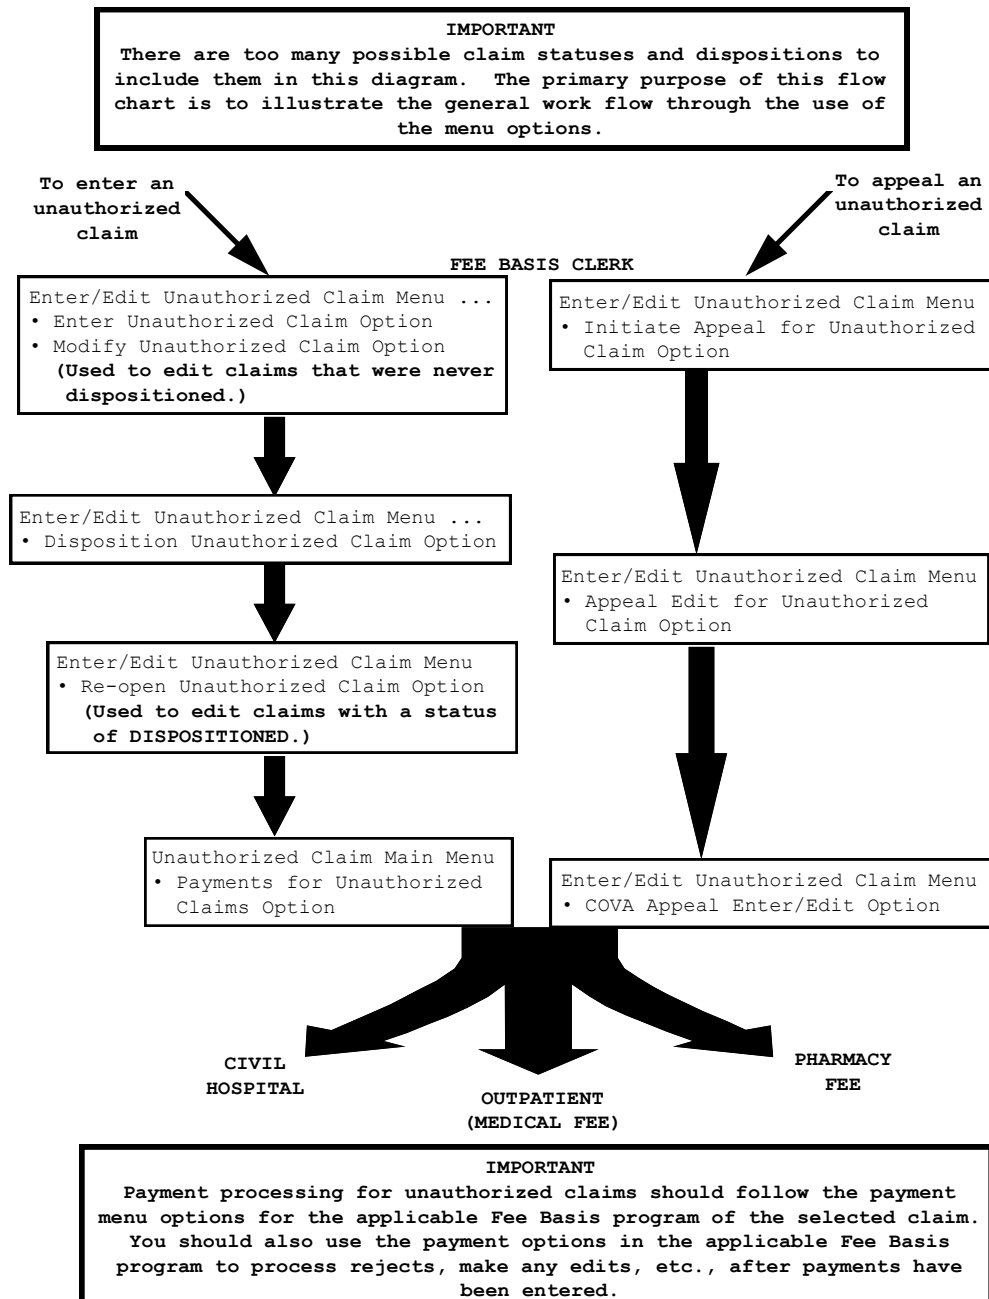 IMPORTANT
There are too many possible claim statuses and dispositions to
include them in this diagram.  The primary purpose of this flow
chart is to illustrate the general work flow through the use of
the menu options.
To enter an
unauthorized
claim
To appeal an
unauthorized
claim
FEE BASIS CLERK
Enter/Edit Unauthorized Claim Menu ...
• Enter Unauthorized Claim Option
• Modify Unauthorized Claim Option
(Used to edit claims that were never
dispositioned.)
Enter/Edit Unauthorized Claim Menu
• Initiate Appeal for Unauthorized
Claim Option
Enter/Edit Unauthorized Claim Menu ...
• Disposition Unauthorized Claim Option
Enter/Edit Unauthorized Claim Menu
• Appeal Edit for Unauthorized
Claim Option
Enter/Edit Unauthorized Claim Menu
• Re-open Unauthorized Claim Option
(Used to edit claims with a status
of DISPOSITIONED.)
Unauthorized Claim Main Menu
• Payments for Unauthorized
Claims Option
Enter/Edit Unauthorized Claim Menu
• COVA Appeal Enter/Edit Option
CIVIL
HOSPITAL
OUTPATIENT
(MEDICAL FEE)
PHARMACY
FEE
IMPORTANT
Payment processing for unauthorized claims should follow the payment
menu options for the applicable Fee Basis program of the selected claim.
You should also use the payment options in the applicable Fee Basis
program to process rejects, make any edits, etc., after payments have
been entered.